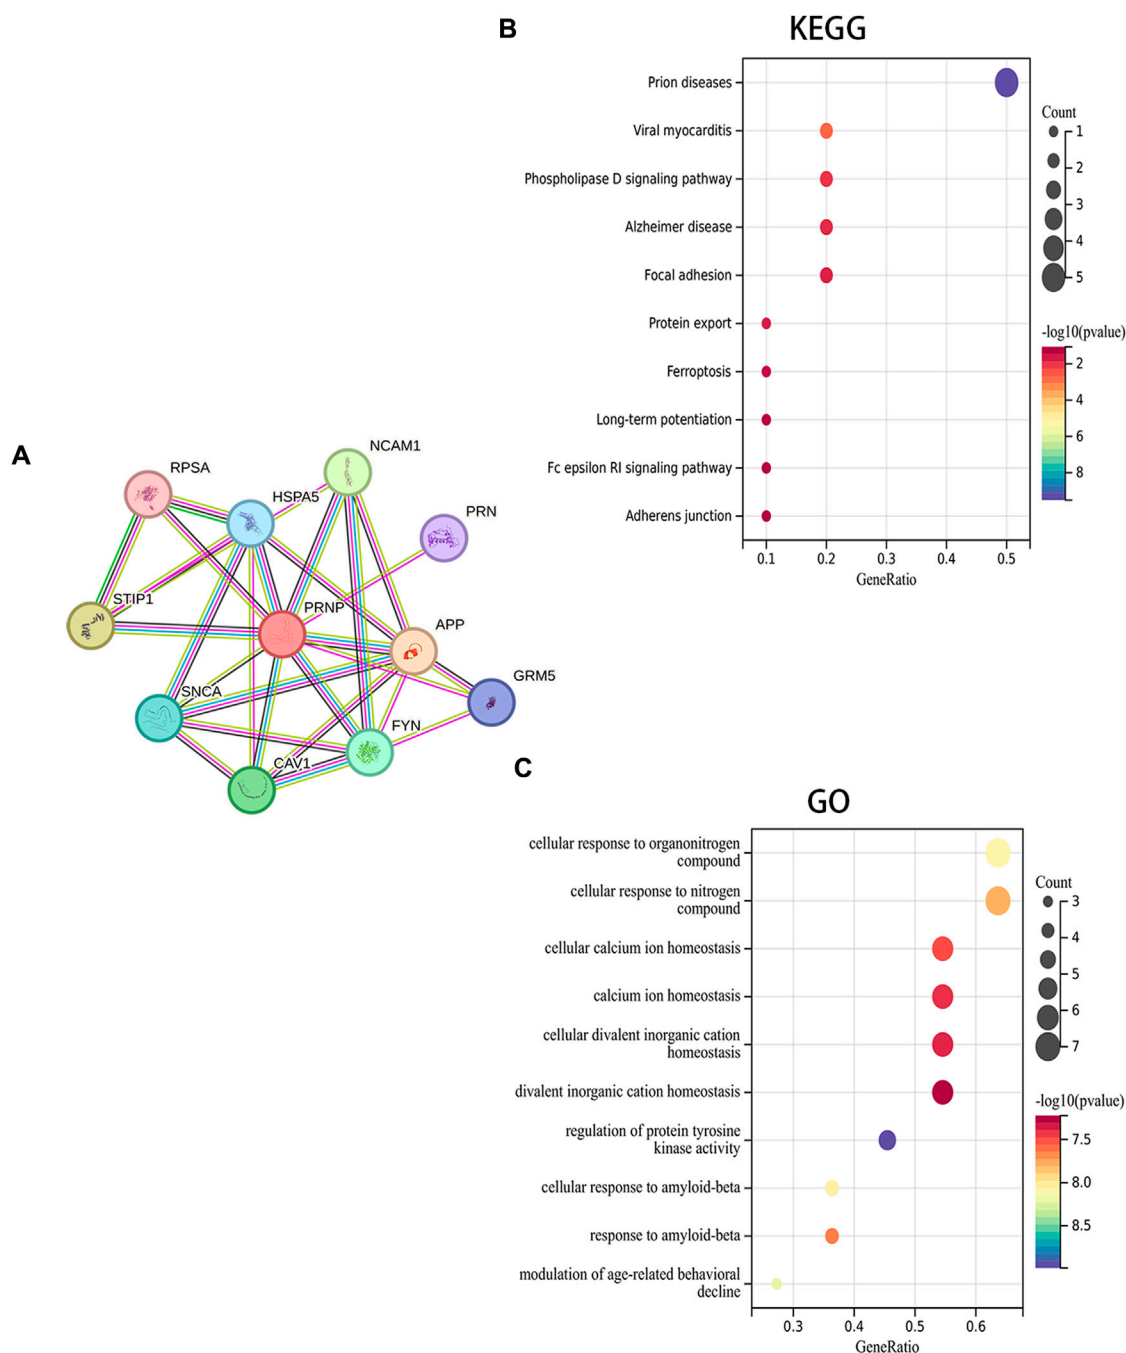 B
KEGG
Prion diseases
Viral myocarditis
Phospholipase D signaling pathway
Alzheimer disease
Focal adhesion
Protein export
Ferroptosis
Long-term potentiation
Fc epsilon RI signaling pathway
Adherens junction
0.1 0.2 0.3 0.4 0.5
GeneRatio
Count
1
2
3
4
5
-log10(pvalue)
2
4
6
8
A
NCAM1
RPSA
HSPA5
PRN
STIP1
PRNP
APP
GRM5
SNCA
FYN
CAV1
C
GO
cellular response to organonitrogen
compound
cellular response to nitrogen
compound
cellular calcium ion homeostasis
calcium ion homeostasis
cellular divalent inorganic cation
homeostasis
divalent inorganic cation homeostasis
regulation of protein tyrosine
kinase activity
cellular response to amyloid-beta
response to amyloid-beta
modulation of age-related behavioral
decline
0.3 0.4 0.5 0.6
GeneRatio
Count
3
4
5
6
7
-log10(pvalue)
7.5
8.0
8.5